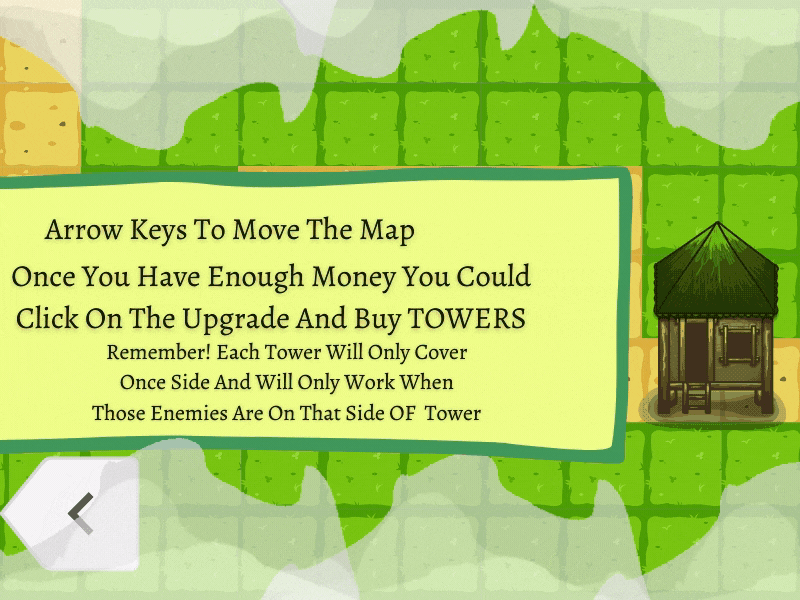 Arrow Keys To Move The Map
Once You Have Enough Money You Could
Click On The Upgrade And Buy TOWERS
Remember! Each Tower Will Only Cover
Once Side And Will Only Work When
Those Enemies Are On That Side OF Tower